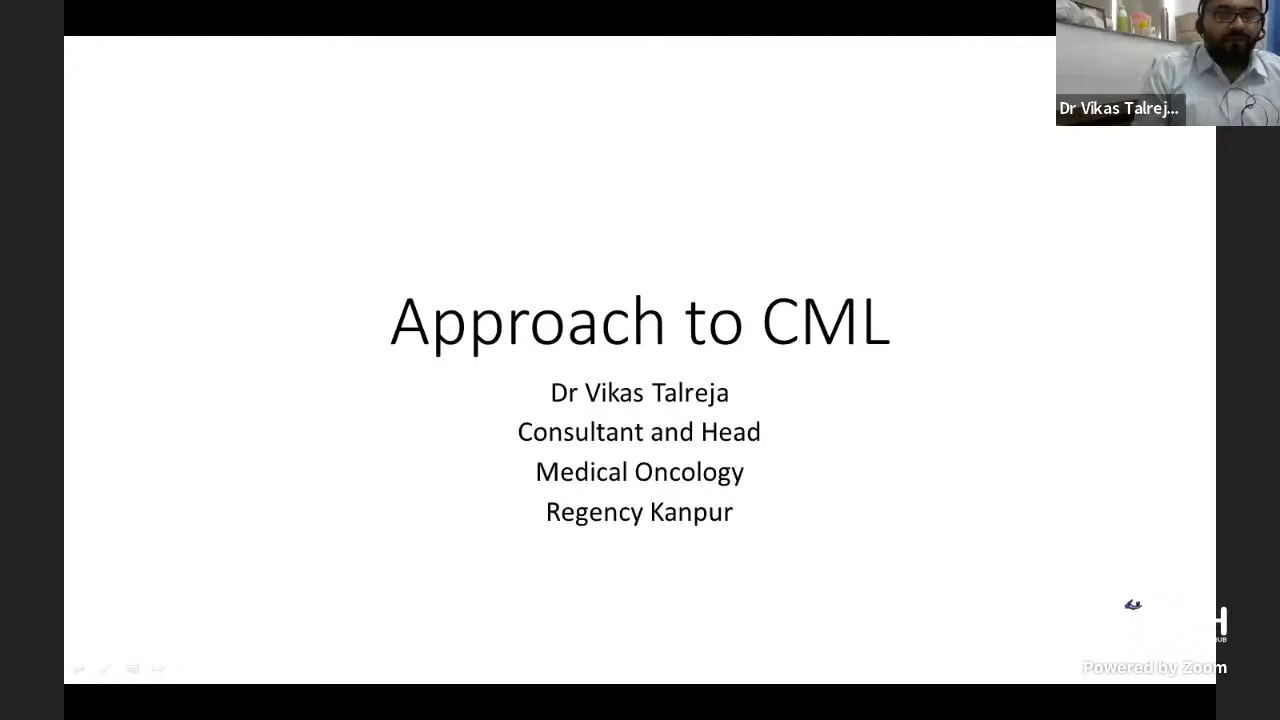 Dr Vikas Talrej...
Approach to CML
Dr Vikas Talreja
Consultant and Head
Medical Oncology
Regency Kanpur
H
UB
Powered by Zoom